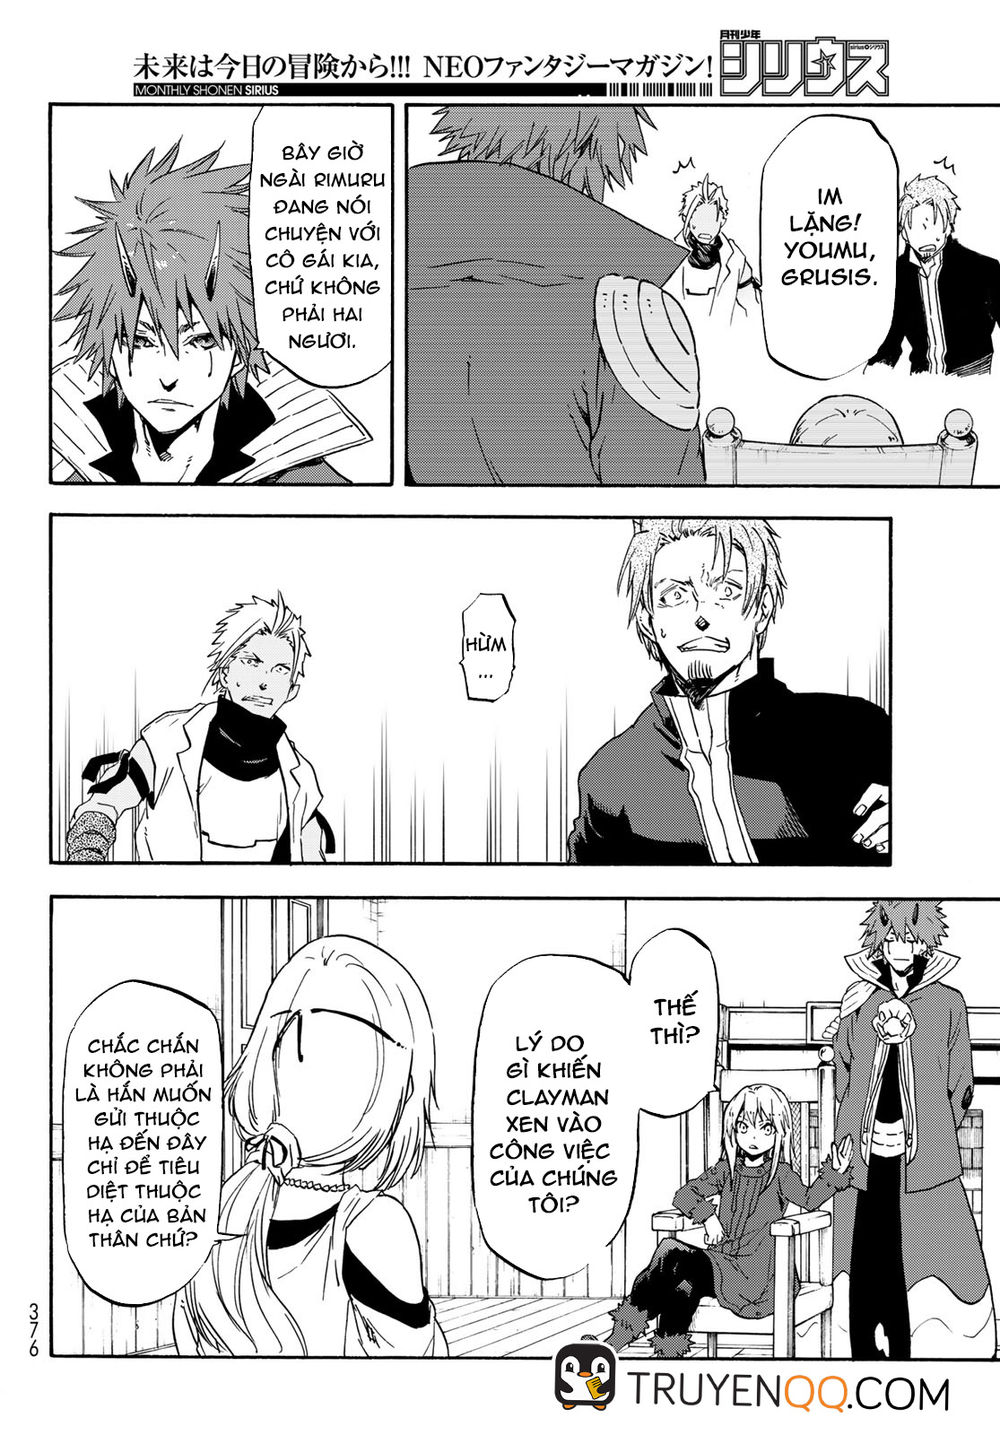 未来は今日の冒険から!!! NEOファンタジーマガジン!
月刊少年
シリウス
MONTHLY SHONEN SIRIUS
IM
LẶNG!
YOUMU,
GRUSIS.
BÂY GIỜ
NGÀI RIMURU
ĐANG NÓI
CHUYỆN VỚI
CÔ GÁI KIA,
CHỨ KHÔNG
PHẢI HAI
NGƯƠI.
HỪM
...
THẾ
THÌ?
LÝ DO
GÌ KHIẾN
CLAYMAN
XEN VÀO
CÔNG VIỆC
CỦA CHÚNG
TÔI?
CHẮC CHẮN
KHÔNG PHẢI
LÀ HẮN MUỐN
GỬI THUỘC
HẠ ĐẾN ĐÂY
CHỈ ĐỂ TIÊU
DIỆT THUỘC
HẠ CỦA BẢN
THÂN CHỨ?
376
TRUYENQQ.COM